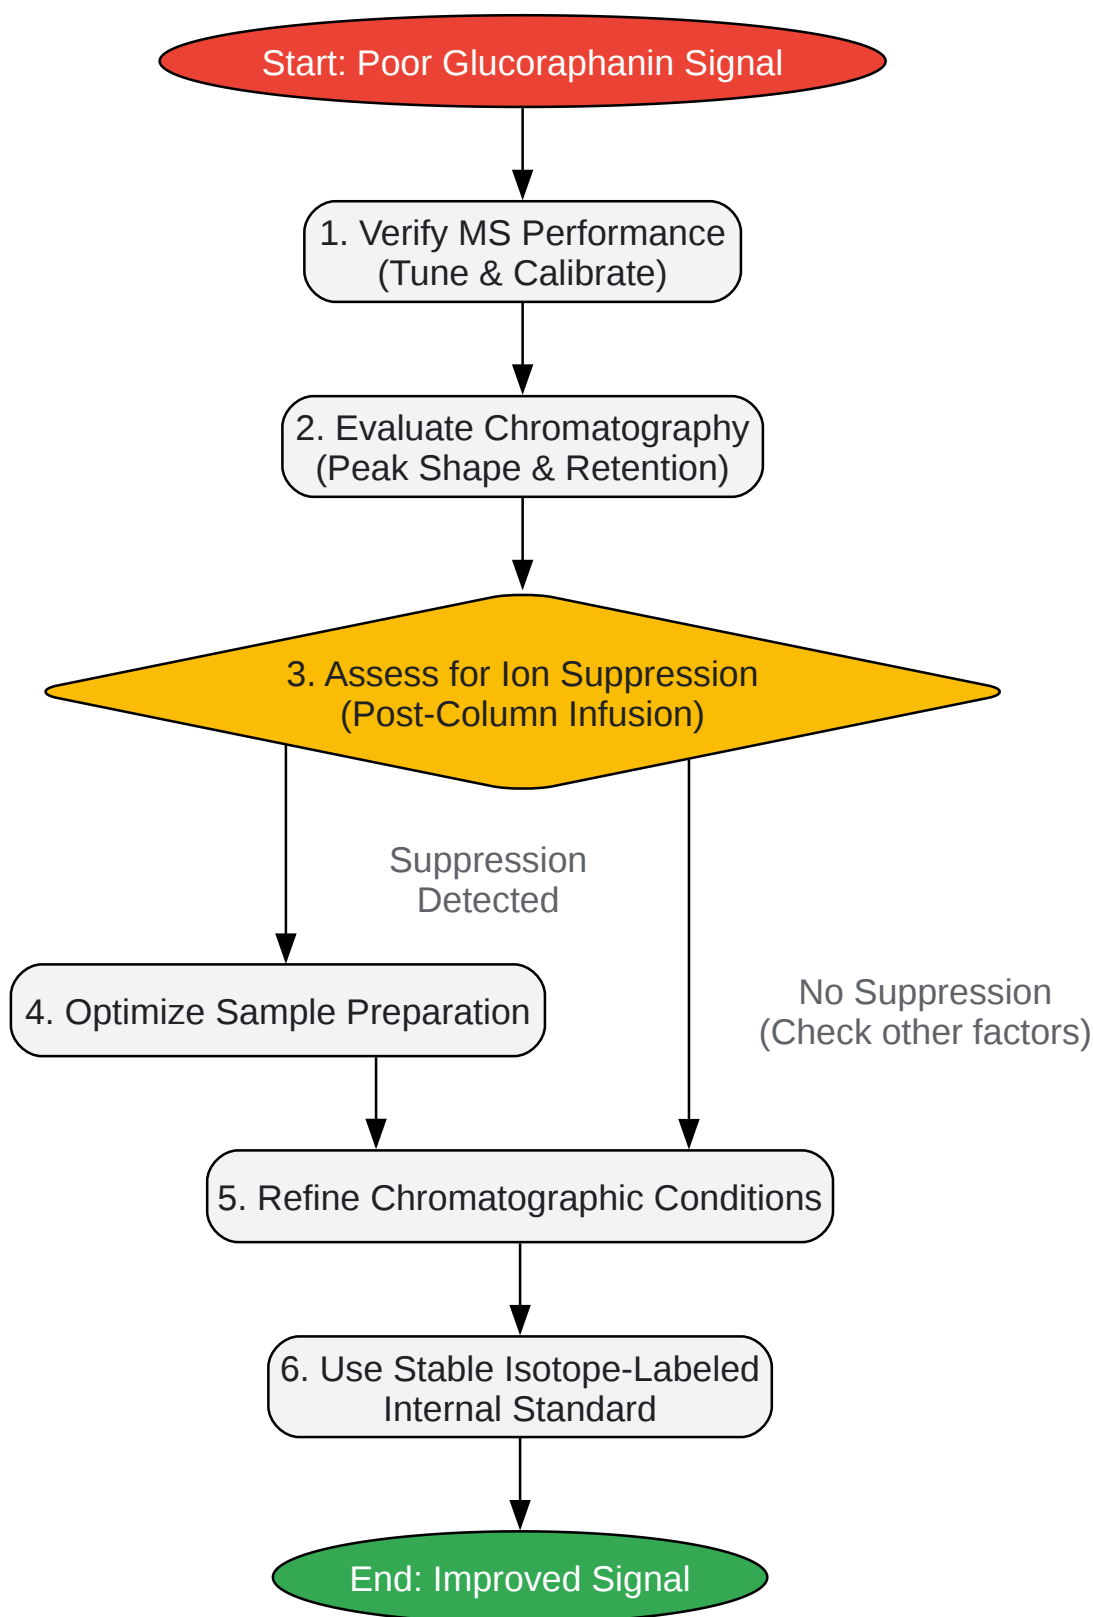 Start: Poor Glucoraphanin Signal
1. Verify MS Performance
(Tune & Calibrate)
2. Evaluate Chromatography
(Peak Shape & Retention)
3. Assess for Ion Suppression
(Post-Column Infusion)
Suppression
Detected
No Suppression
(Check other factors)
4. Optimize Sample Preparation
5. Refine Chromatographic Conditions
6. Use Stable Isotope-Labeled
Internal Standard
End: Improved Signal